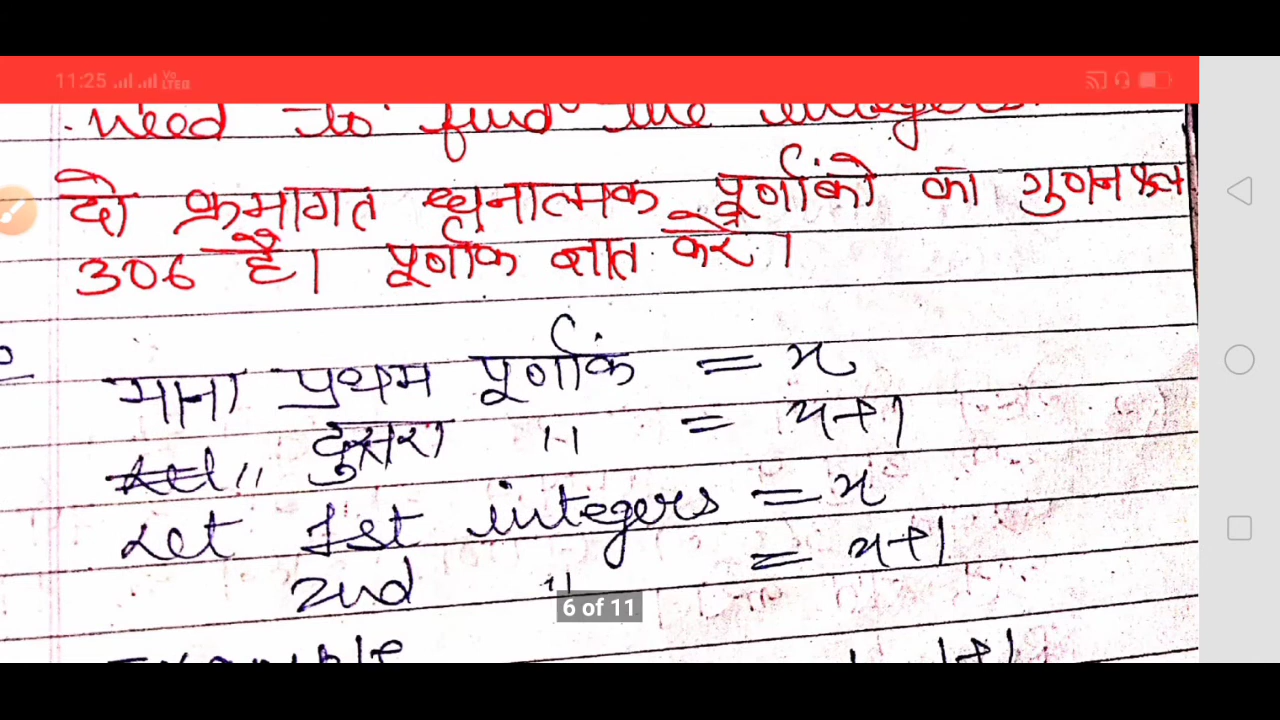 11:25
need to find the integers.
दो क्रमागत धनात्मक पूर्णांको का गुणनफल
306 है। पूर्णांक ज्ञात करें।
माना प्रथम पूर्णांक = x
दुसरा " = x+1
Let 1st integers = x
2nd " = x+1
6 of 11
Example